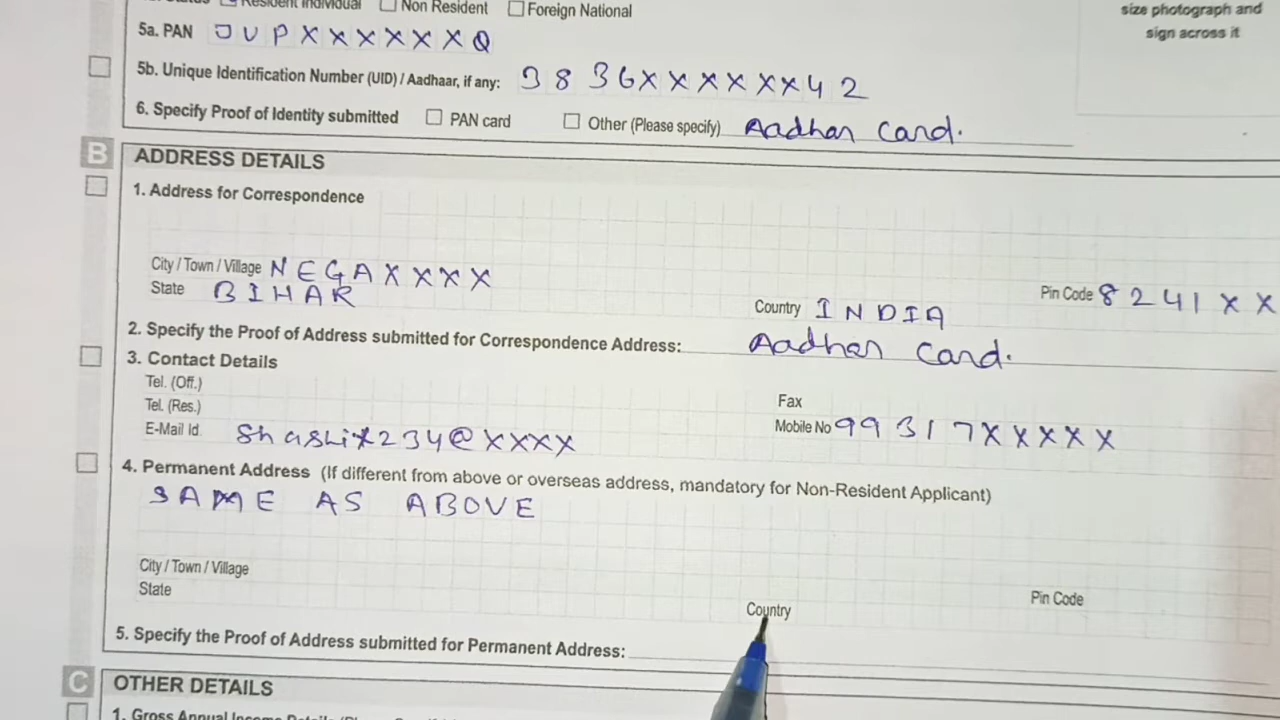 Resident Individual Non Resident Foreign National
size photograph and
sign across it
5a. PAN JUPXXXXXXQ
5b. Unique Identification Number (UID) / Aadhaar, if any: 3836XXXXXX42
6. Specify Proof of Identity submitted PAN card Other (Please specify) Aadhar Card.
B ADDRESS DETAILS
1. Address for Correspondence
City / Town / Village NEGAXXXX
State BIHAR Country INDIA Pin Code 8241XX
2. Specify the Proof of Address submitted for Correspondence Address: Aadhar Card.
3. Contact Details
Tel. (Off.)
Tel. (Res.) Fax
E-Mail Id. Mobile No 99317XXXXX
4. Permanent Address (If different from above or overseas address, mandatory for Non-Resident Applicant)
SAME AS ABOVE
City / Town / Village
State Country Pin Code
5. Specify the Proof of Address submitted for Permanent Address:
C OTHER DETAILS
1. Gross Annual Income Details